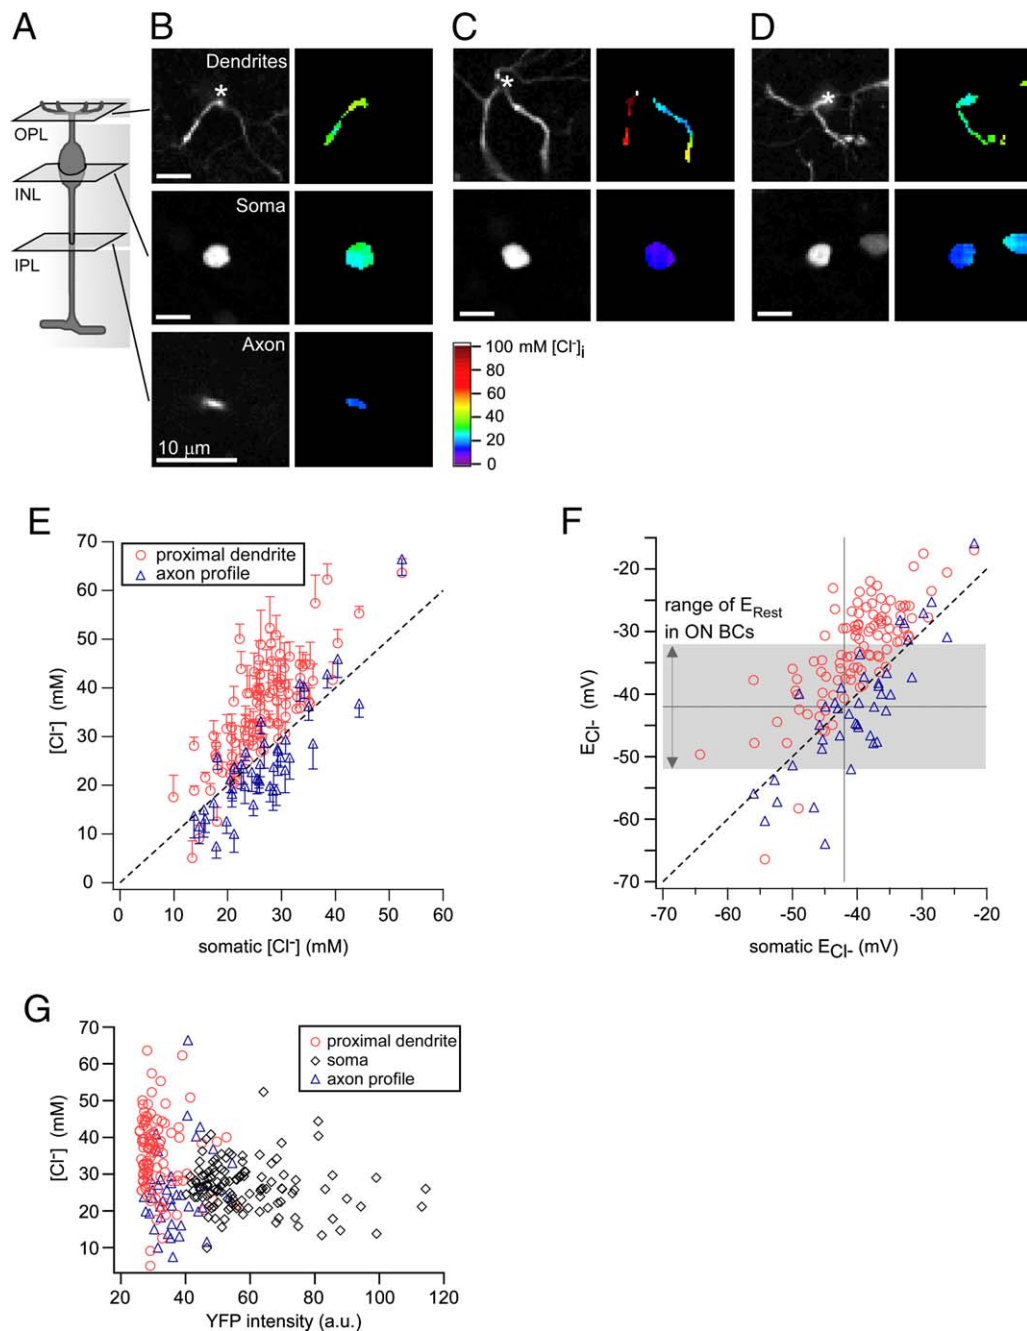 A
B
C
D
OPL
INL
IPL
Dendrites
*
*
*
Soma
Axon
10 μm
100 mM [Cl-]i
80
60
40
20
0
E
[Cl-] (mM)
70
60
50
40
30
20
10
0
proximal dendrite
axon profile
0 10 20 30 40 50 60
somatic [Cl-] (mM)
F
ECl- (mV)
-20
-30
-40
-50
-60
-70
range of ERest
in ON BCs
-70 -60 -50 -40 -30 -20
somatic ECl- (mV)
G
[Cl-] (mM)
70
60
50
40
30
20
10
proximal dendrite
soma
axon profile
20 40 60 80 100 120
YFP intensity (a.u.)